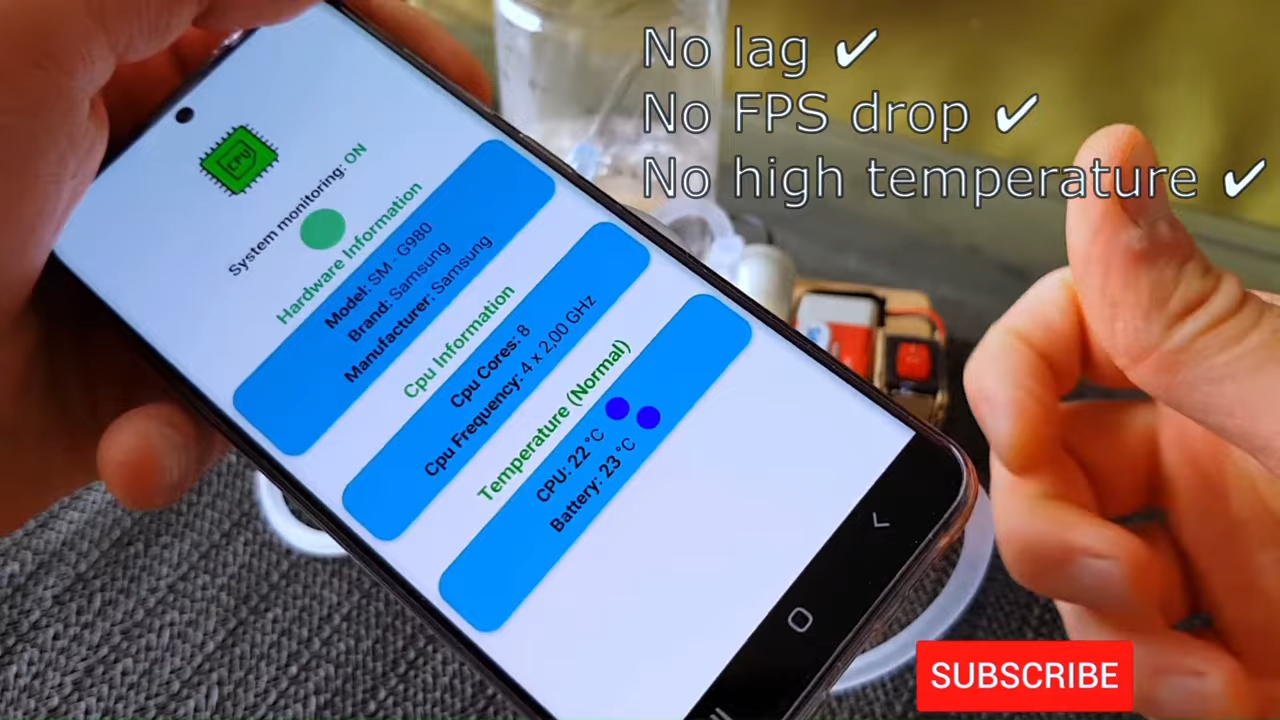 No lag ✔
No FPS drop ✔
No high temperature ✔
CPU
System monitoring: ON
Hardware Information
Model: SM - G980
Brand: Samsung
Manufacturer: Samsung
Cpu Information
Cpu Cores: 8
Cpu Frequency: 4 x 2,00 GHz
Temperature (Normal)
CPU: 22 °C
Battery: 23 °C
SUBSCRIBE